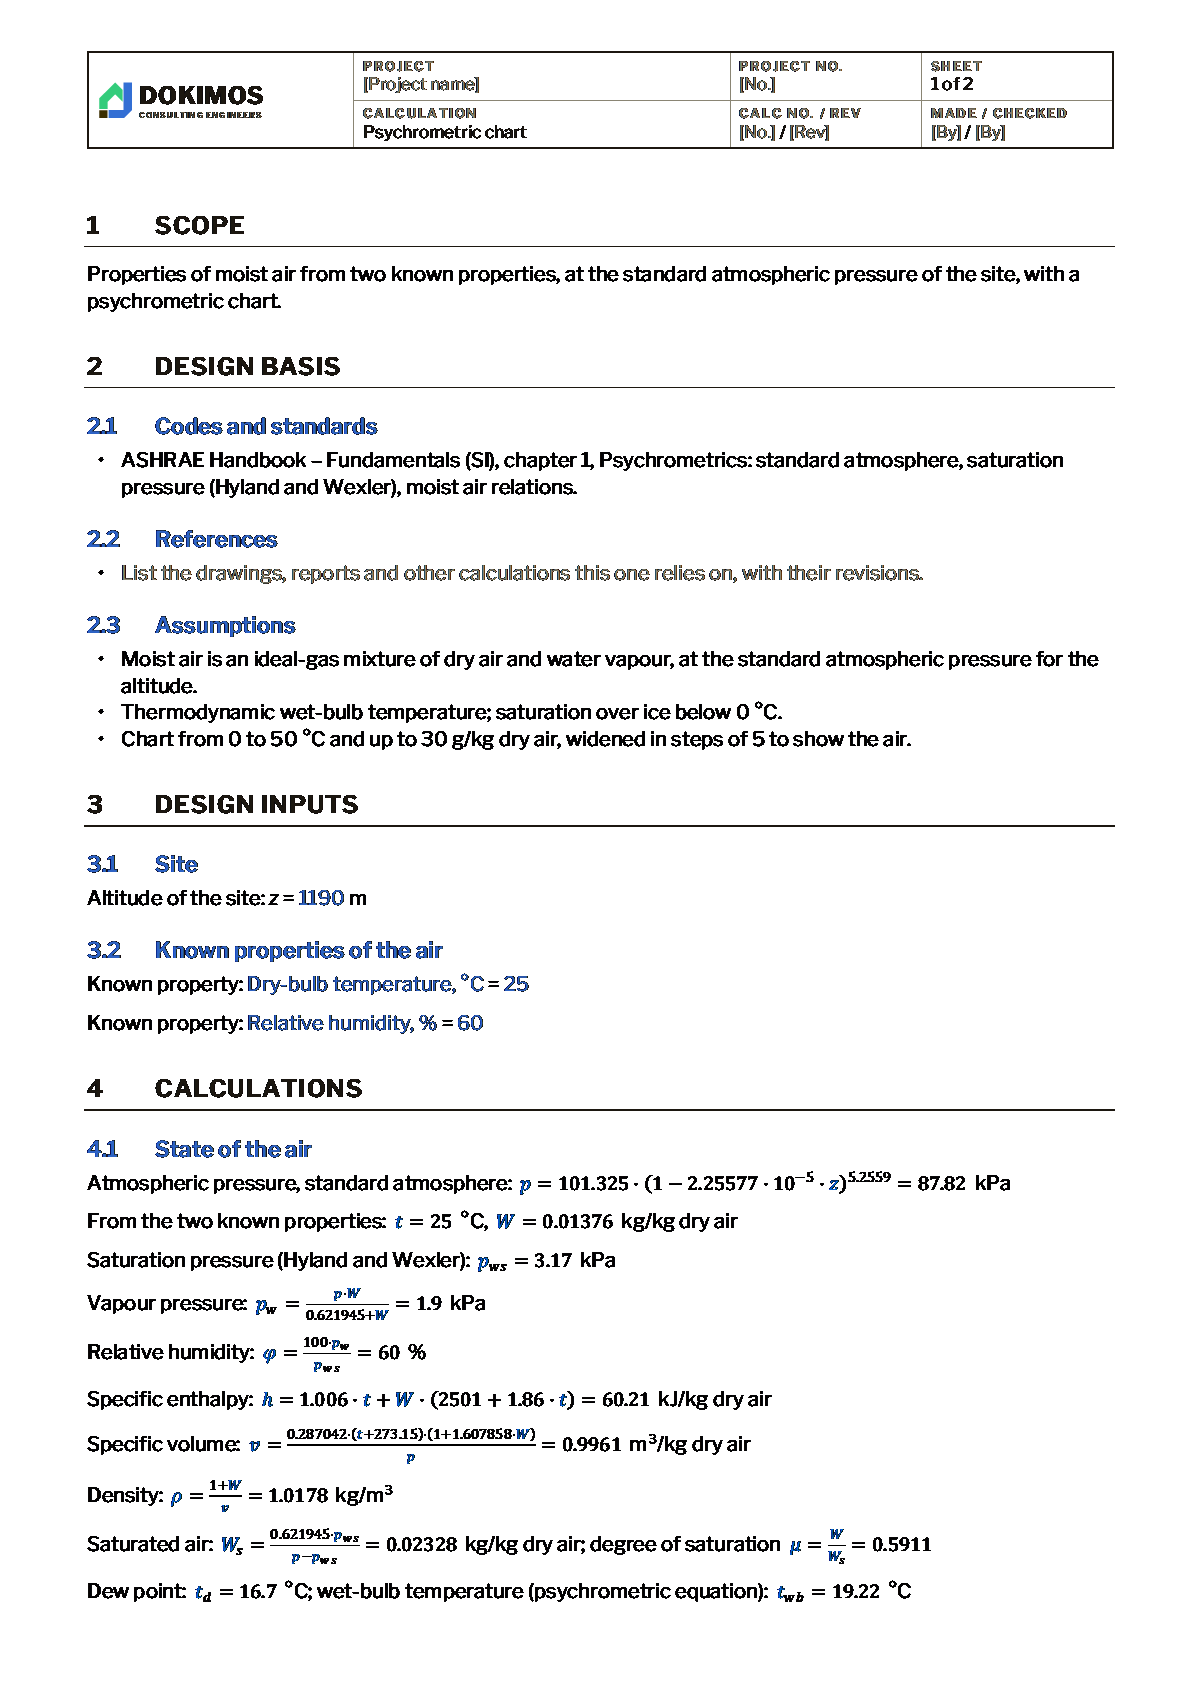 DOKIMOS
CONSULTING ENGINEERS
PROJECT
[Project name]
PROJECT NO.
[No.]
SHEET
1 of 2
CALCULATION
Psychrometric chart
CALC NO. / REV
[No.] / [Rev]
MADE / CHECKED
[By] / [By]
1 SCOPE
Properties of moist air from two known properties, at the standard atmospheric pressure of the site, with a
psychrometric chart.
2 DESIGN BASIS
2.1 Codes and standards
• ASHRAE Handbook – Fundamentals (SI), chapter 1, Psychrometrics: standard atmosphere, saturation
pressure (Hyland and Wexler), moist air relations.
2.2 References
• List the drawings, reports and other calculations this one relies on, with their revisions.
2.3 Assumptions
• Moist air is an ideal-gas mixture of dry air and water vapour, at the standard atmospheric pressure for the
altitude.
• Thermodynamic wet-bulb temperature; saturation over ice below 0 °C.
• Chart from 0 to 50 °C and up to 30 g/kg dry air, widened in steps of 5 to show the air.
3 DESIGN INPUTS
3.1 Site
Altitude of the site: z = 1190 m
3.2 Known properties of the air
Known property: Dry-bulb temperature, °C = 25
Known property: Relative humidity, % = 60
4 CALCULATIONS
4.1 State of the air
Atmospheric pressure, standard atmosphere: p = 101.325 · (1 − 2.25577 · 10⁻⁵ · z)^5.2559 = 87.82 kPa
From the two known properties: t = 25 °C, W = 0.01376 kg/kg dry air
Saturation pressure (Hyland and Wexler): p_ws = 3.17 kPa
Vapour pressure: p_w = p·W / (0.621945+W) = 1.9 kPa
Relative humidity: φ = 100·p_w / p_ws = 60 %
Specific enthalpy: h = 1.006 · t + W · (2501 + 1.86 · t) = 60.21 kJ/kg dry air
Specific volume: v = 0.287042·(t+273.15)·(1+1.607858·W) / p = 0.9961 m³/kg dry air
Density: ρ = (1+W) / v = 1.0178 kg/m³
Saturated air: W_s = 0.621945·p_ws / (p−p_ws) = 0.02328 kg/kg dry air; degree of saturation μ = W / W_s = 0.5911
Dew point: t_d = 16.7 °C; wet-bulb temperature (psychrometric equation): t_wb = 19.22 °C